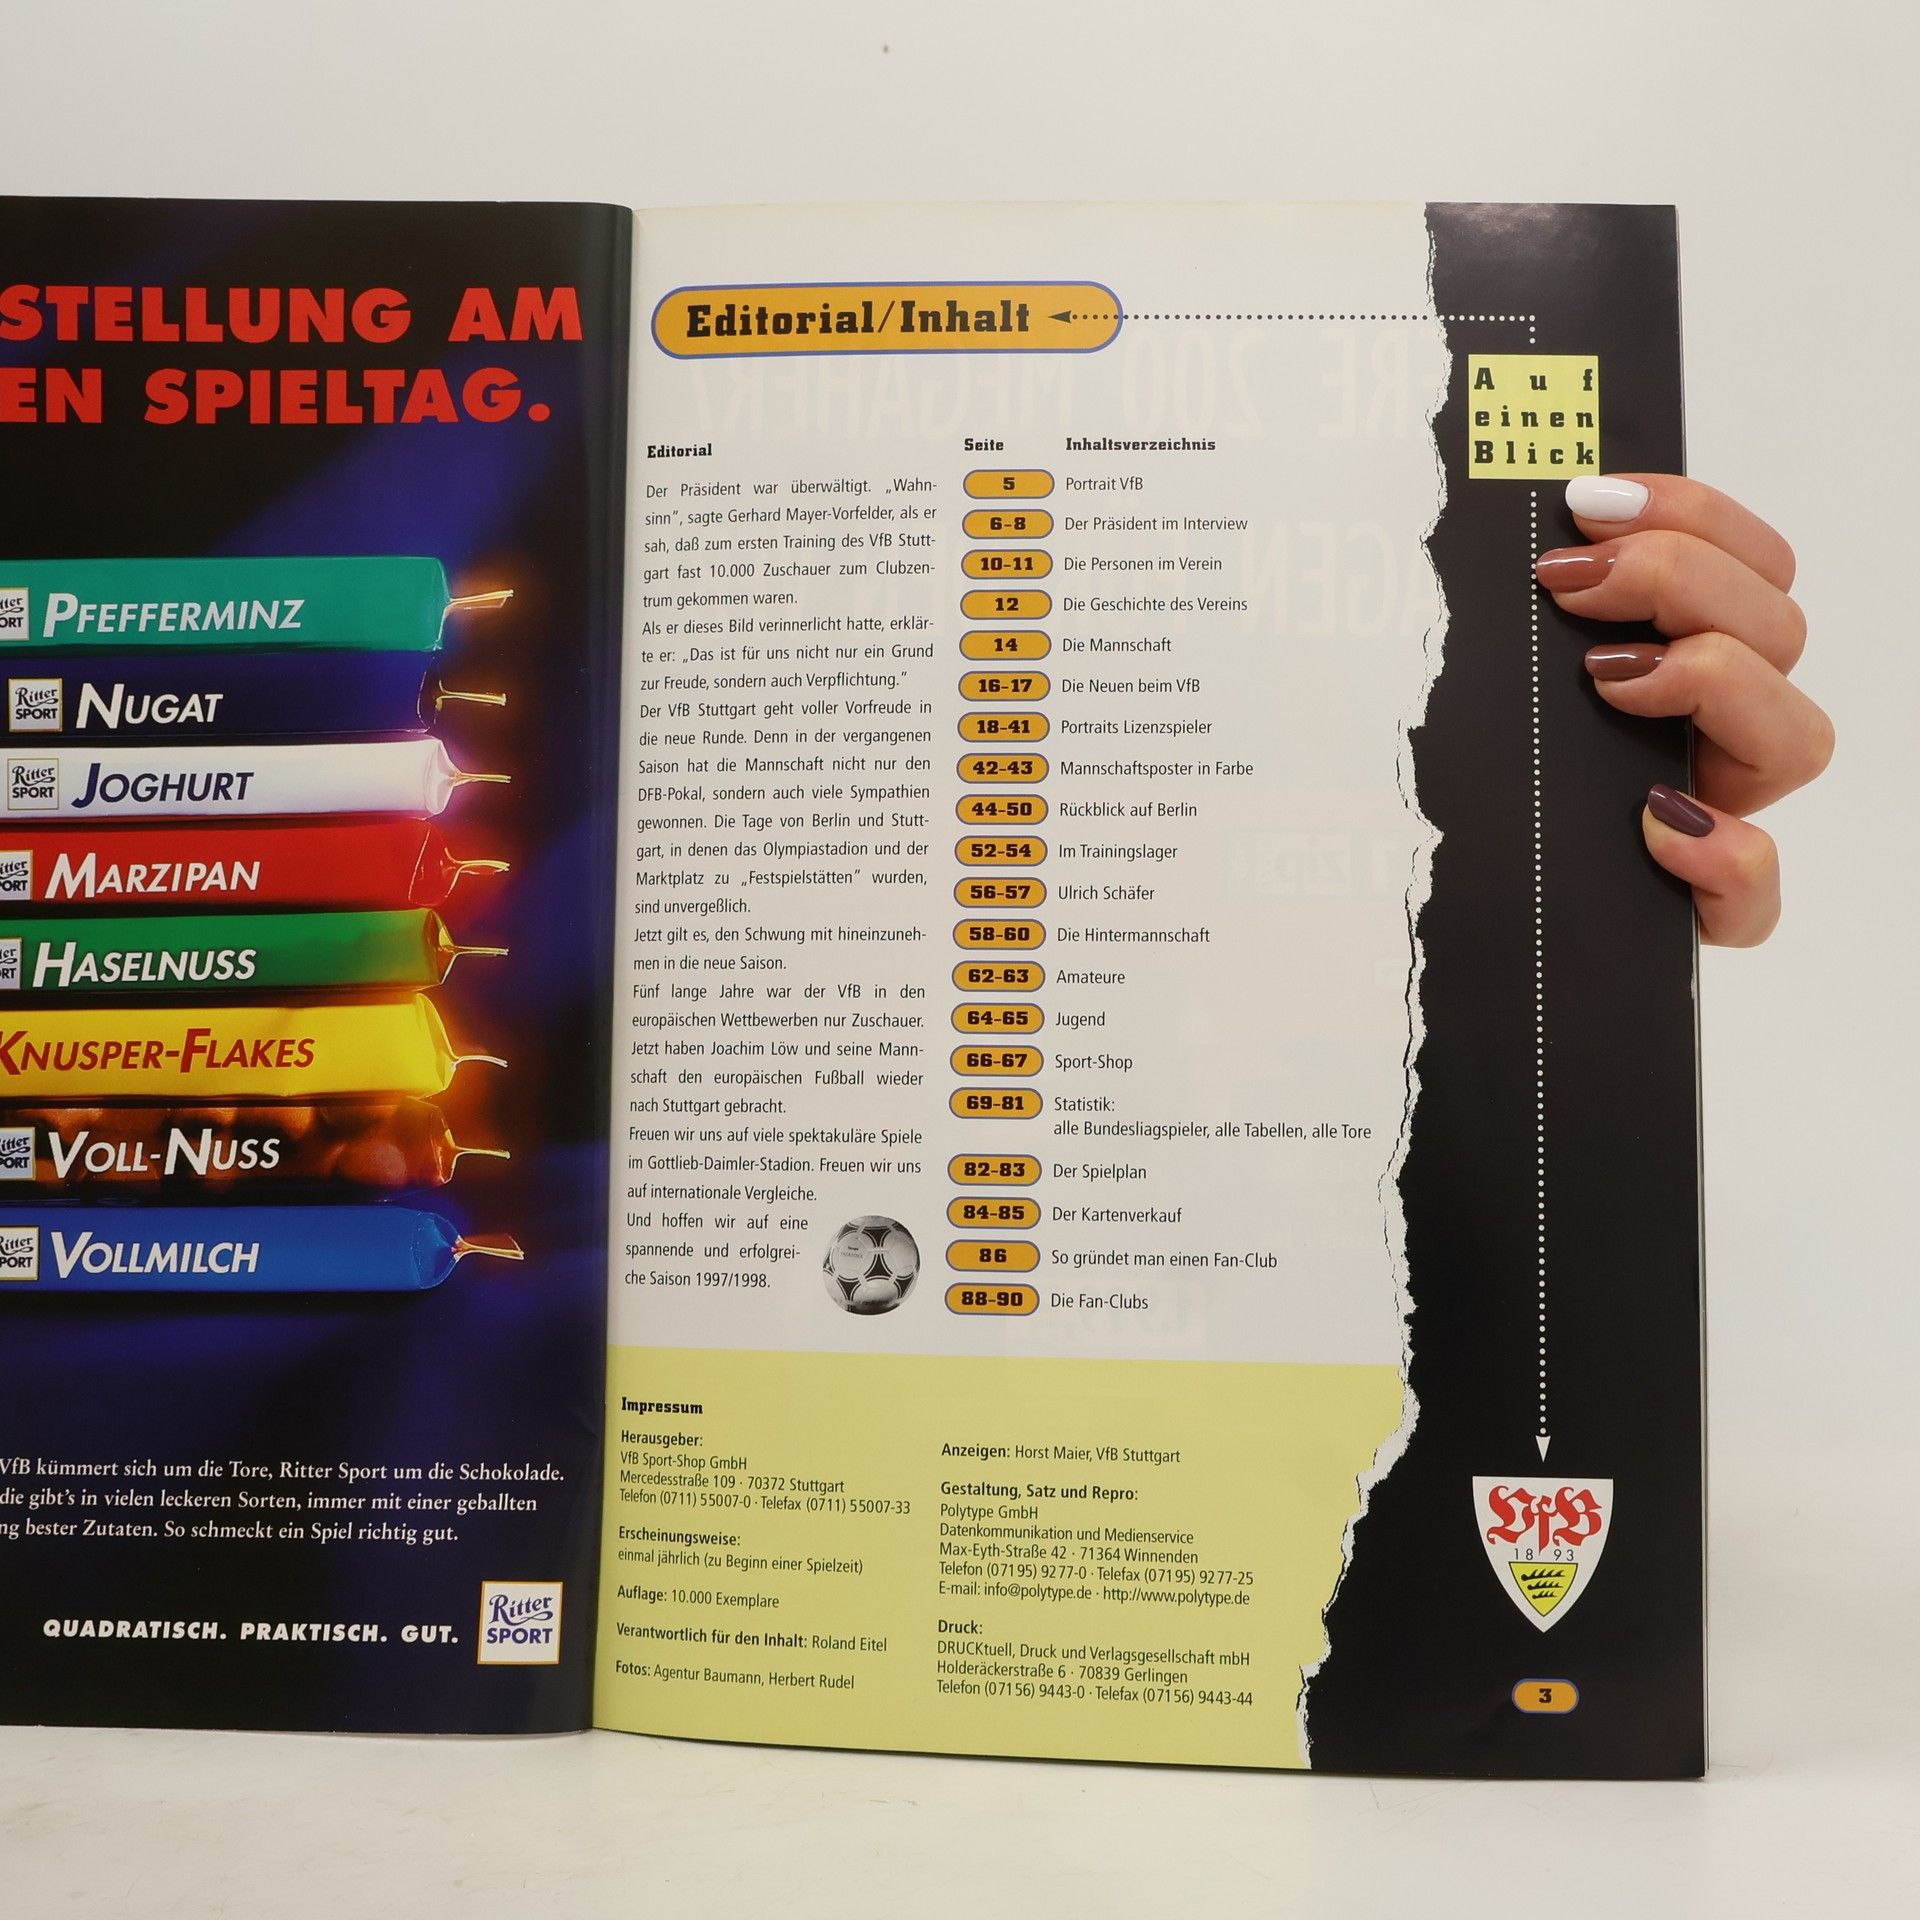 STELLUNG AM
EN SPIELTAG.
PFEFFERMINZ
Ritter
SPORT
NUGAT
Ritter
SPORT
JOGHURT
MARZIPAN
HASELNUSS
KNUSPER-FLAKES
VOLL-NUSS
VOLLMILCH
VfB kümmert sich um die Tore, Ritter Sport um die Schokolade.
die gibt's in vielen leckeren Sorten, immer mit einer geballten
ng bester Zutaten. So schmeckt ein Spiel richtig gut.
QUADRATISCH. PRAKTISCH. GUT.
Ritter
SPORT
Editorial/Inhalt
Auf
einen
Blick
Editorial
Der Präsident war überwältigt. „Wahn-
sinn", sagte Gerhard Mayer-Vorfelder, als er
sah, daß zum ersten Training des VfB Stutt-
gart fast 10.000 Zuschauer zum Clubzen-
trum gekommen waren.
Als er dieses Bild verinnerlicht hatte, erklär-
te er: „Das ist für uns nicht nur ein Grund
zur Freude, sondern auch Verpflichtung."
Der VfB Stuttgart geht voller Vorfreude in
die neue Runde. Denn in der vergangenen
Saison hat die Mannschaft nicht nur den
DFB-Pokal, sondern auch viele Sympathien
gewonnen. Die Tage von Berlin und Stutt-
gart, in denen das Olympiastadion und der
Marktplatz zu „Festspielstätten" wurden,
sind unvergeßlich.
Jetzt gilt es, den Schwung mit hineinzuneh-
men in die neue Saison.
Fünf lange Jahre war der VfB in den
europäischen Wettbewerben nur Zuschauer.
Jetzt haben Joachim Löw und seine Mann-
schaft den europäischen Fußball wieder
nach Stuttgart gebracht.
Freuen wir uns auf viele spektakuläre Spiele
im Gottlieb-Daimler-Stadion. Freuen wir uns
auf internationale Vergleiche.
Und hoffen wir auf eine
spannende und erfolgrei-
che Saison 1997/1998.
Seite Inhaltsverzeichnis
5 Portrait VfB
6-8 Der Präsident im Interview
10-11 Die Personen im Verein
12 Die Geschichte des Vereins
14 Die Mannschaft
16-17 Die Neuen beim VfB
18-41 Portraits Lizenzspieler
42-43 Mannschaftsposter in Farbe
44-50 Rückblick auf Berlin
52-54 Im Trainingslager
56-57 Ulrich Schäfer
58-60 Die Hintermannschaft
62-63 Amateure
64-65 Jugend
66-67 Sport-Shop
69-81 Statistik:
alle Bundesliagspieler, alle Tabellen, alle Tore
82-83 Der Spielplan
84-85 Der Kartenverkauf
86 So gründet man einen Fan-Club
88-90 Die Fan-Clubs
Impressum
Herausgeber:
VfB Sport-Shop GmbH
Mercedesstraße 109 · 70372 Stuttgart
Telefon (0711) 55007-0 · Telefax (0711) 55007-33
Erscheinungsweise:
einmal jährlich (zu Beginn einer Spielzeit)
Auflage: 10.000 Exemplare
Verantwortlich für den Inhalt: Roland Eitel
Fotos: Agentur Baumann, Herbert Rudel
Anzeigen: Horst Maier, VfB Stuttgart
Gestaltung, Satz und Repro:
Polytype GmbH
Datenkommunikation und Medienservice
Max-Eyth-Straße 42 · 71364 Winnenden
Telefon (07195) 9277-0 · Telefax (07195) 9277-25
E-mail: info@polytype.de · http://www.polytype.de
Druck:
DRUCKtuell, Druck und Verlagsgesellschaft mbH
Holderäckerstraße 6 · 70839 Gerlingen
Telefon (07156) 9443-0 · Telefax (07156) 9443-44
VfB
1893
3